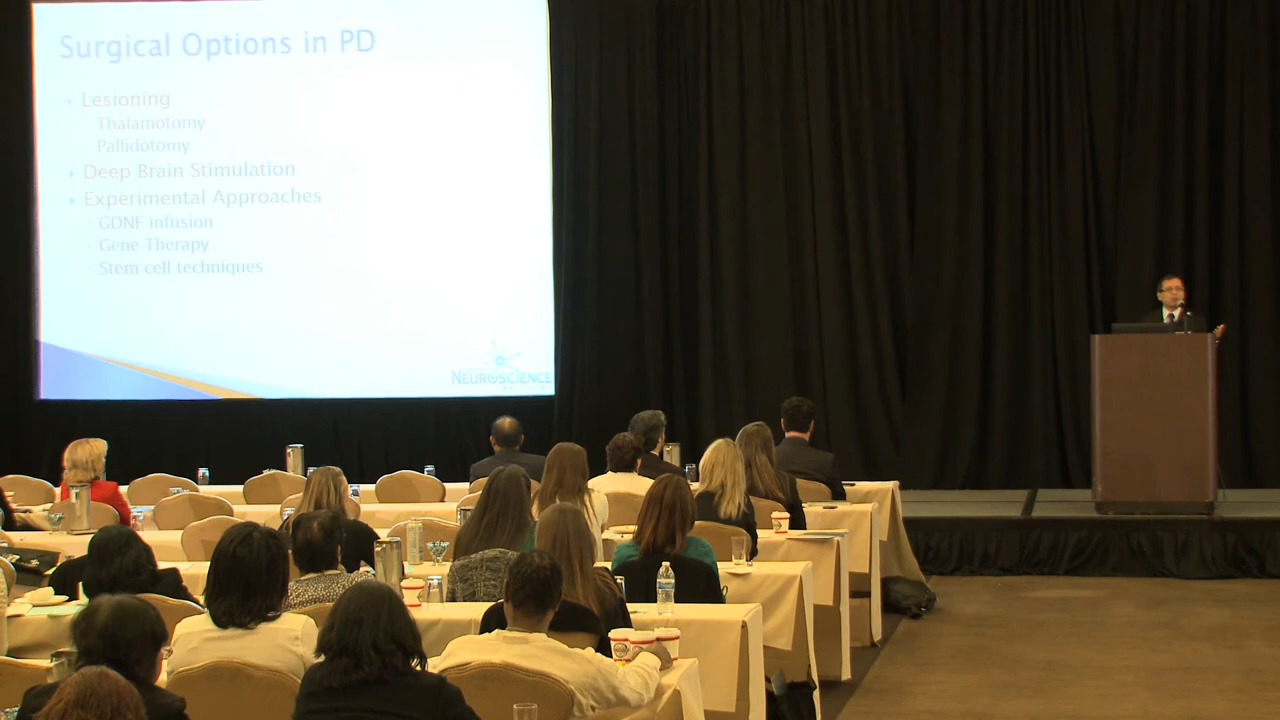 Surgical Options in PD
Lesioning
Thalamotomy
Pallidotomy
Deep Brain Stimulation
Experimental Approaches
GDNF infusion
Gene Therapy
Stem cell techniques
NEUROSCIENCE